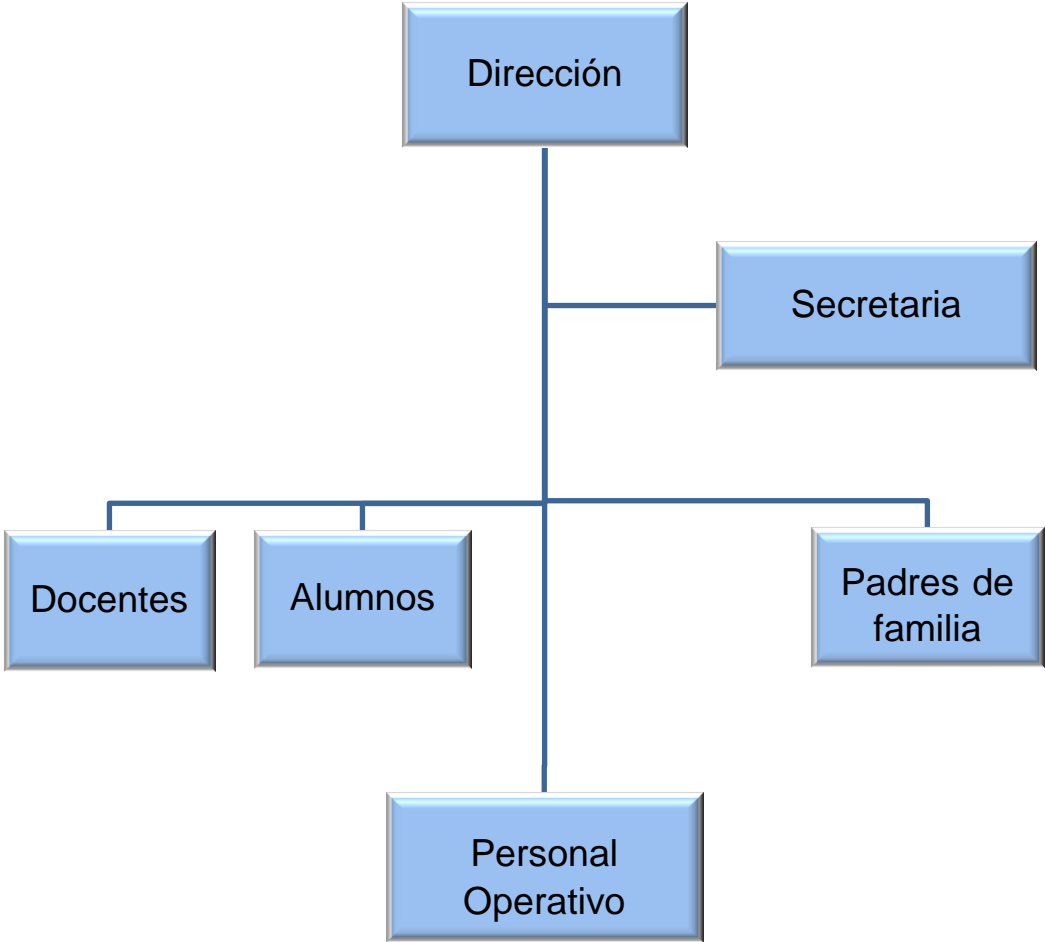 Dirección
Secretaria
Docentes
Alumnos
Padres de
familia
Personal
Operativo